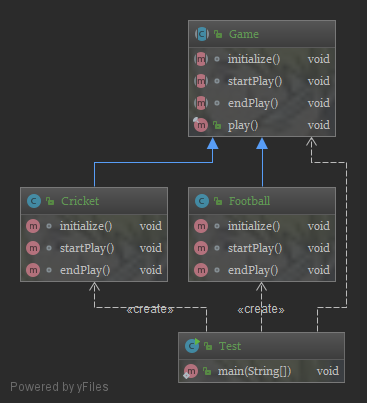 Game
initialize() void
startPlay() void
endPlay() void
play() void
Cricket
initialize() void
startPlay() void
endPlay() void
Football
initialize() void
startPlay() void
endPlay() void
«create» «create»
Test
main(String[]) void
Powered by yFiles